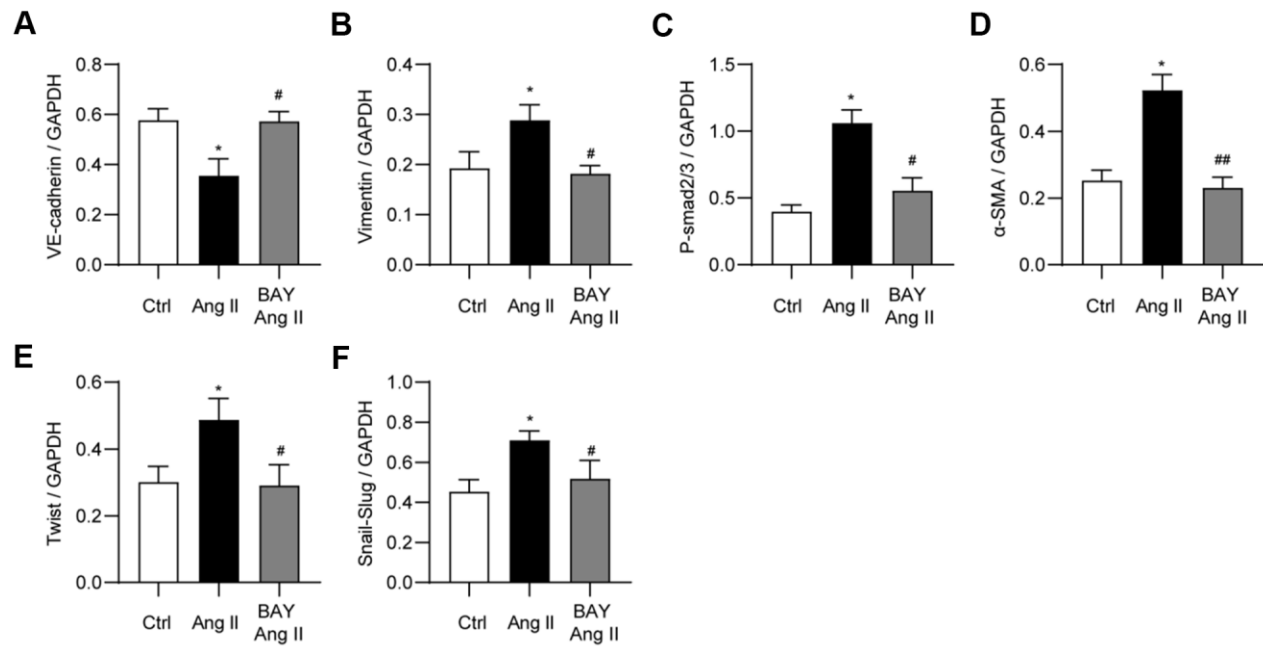 A
VE-cadherin / GAPDH
0.8
0.6
0.4
0.2
0.0
*
#
Ctrl
Ang II
BAY
Ang II
B
Vimentin / GAPDH
0.4
0.3
0.2
0.1
0.0
*
#
Ctrl
Ang II
BAY
Ang II
C
P-smad2/3 / GAPDH
1.5
1.0
0.5
0.0
*
#
Ctrl
Ang II
BAY
Ang II
D
α-SMA / GAPDH
0.6
0.4
0.2
0.0
*
##
Ctrl
Ang II
BAY
Ang II
E
Twist / GAPDH
0.6
0.4
0.2
0.0
*
#
Ctrl
Ang II
BAY
Ang II
F
Snail-Slug / GAPDH
1.0
0.8
0.6
0.4
0.2
0.0
*
#
Ctrl
Ang II
BAY
Ang II